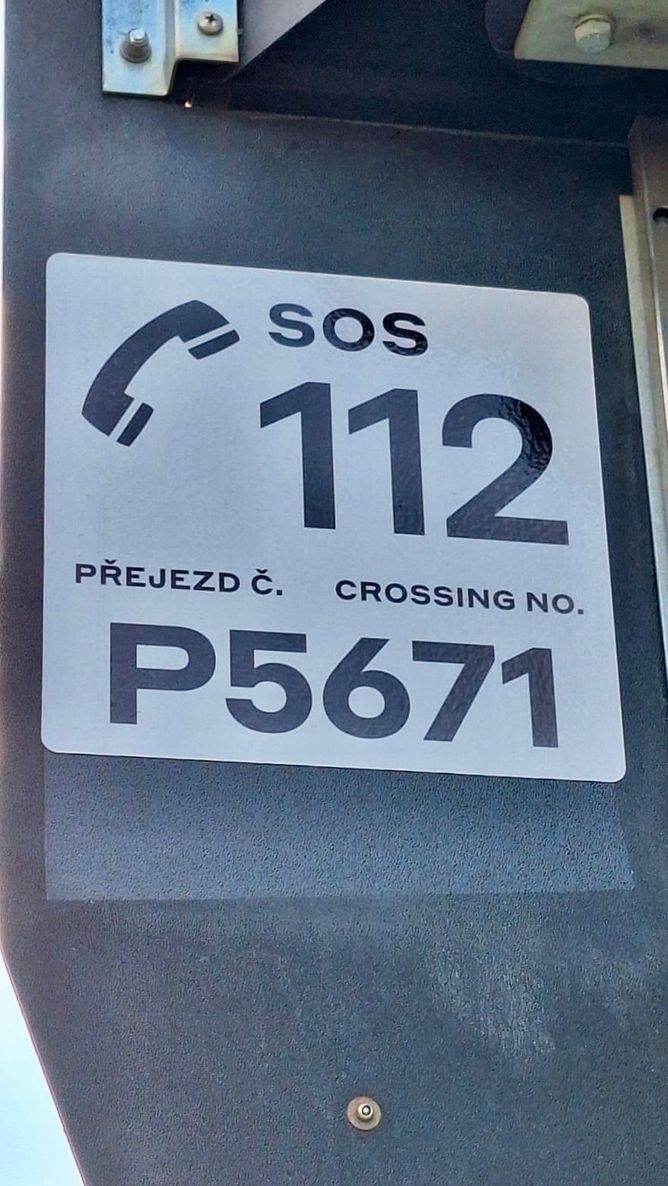 SOS
112
PŘEJEZD Č. CROSSING NO.
P5671